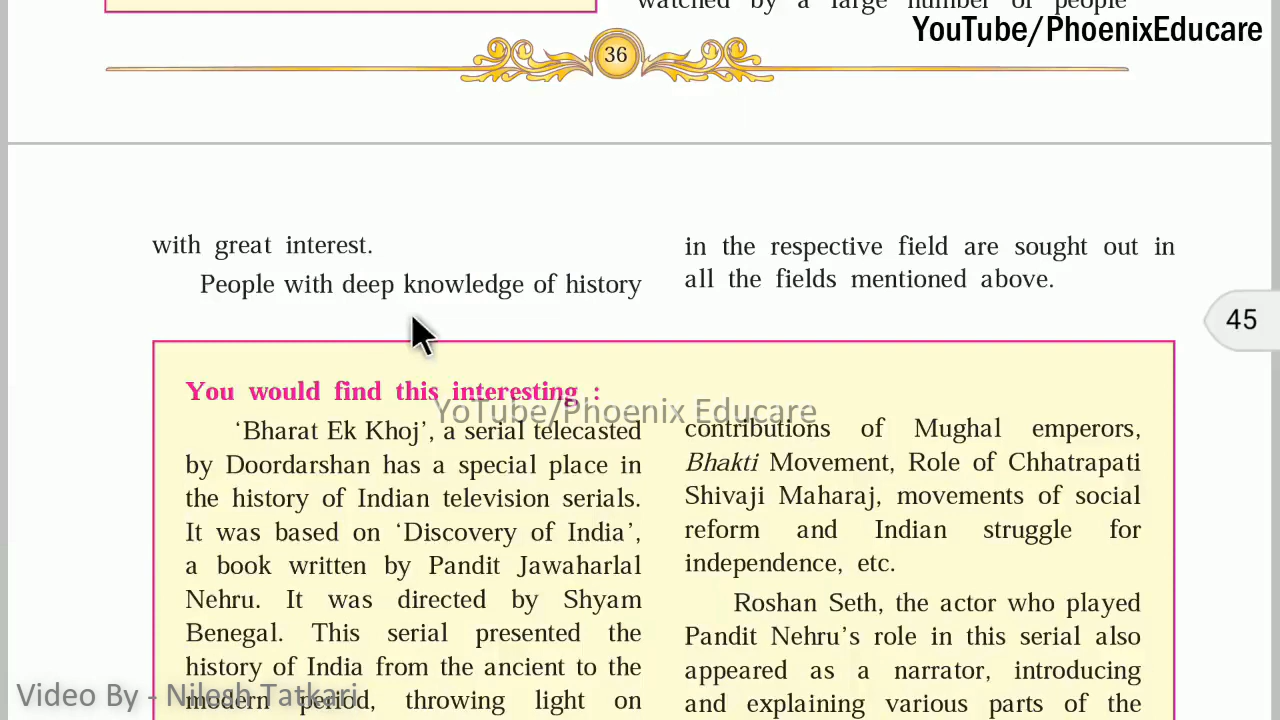 watched by a large number of people
YouTube/PhoenixEducare
36
with great interest.
People with deep knowledge of history
in the respective field are sought out in
all the fields mentioned above.
45
You would find this interesting :
YoTube/Phoenix Educare
‘Bharat Ek Khoj’, a serial telecasted
by Doordarshan has a special place in
the history of Indian television serials.
It was based on ‘Discovery of India’,
a book written by Pandit Jawaharlal
Nehru. It was directed by Shyam
Benegal. This serial presented the
history of India from the ancient to the
modern period, throwing light on
contributions of Mughal emperors,
Bhakti Movement, Role of Chhatrapati
Shivaji Maharaj, movements of social
reform and Indian struggle for
independence, etc.
Roshan Seth, the actor who played
Pandit Nehru’s role in this serial also
appeared as a narrator, introducing
and explaining various parts of the
Video By - Nilesh Tatkari